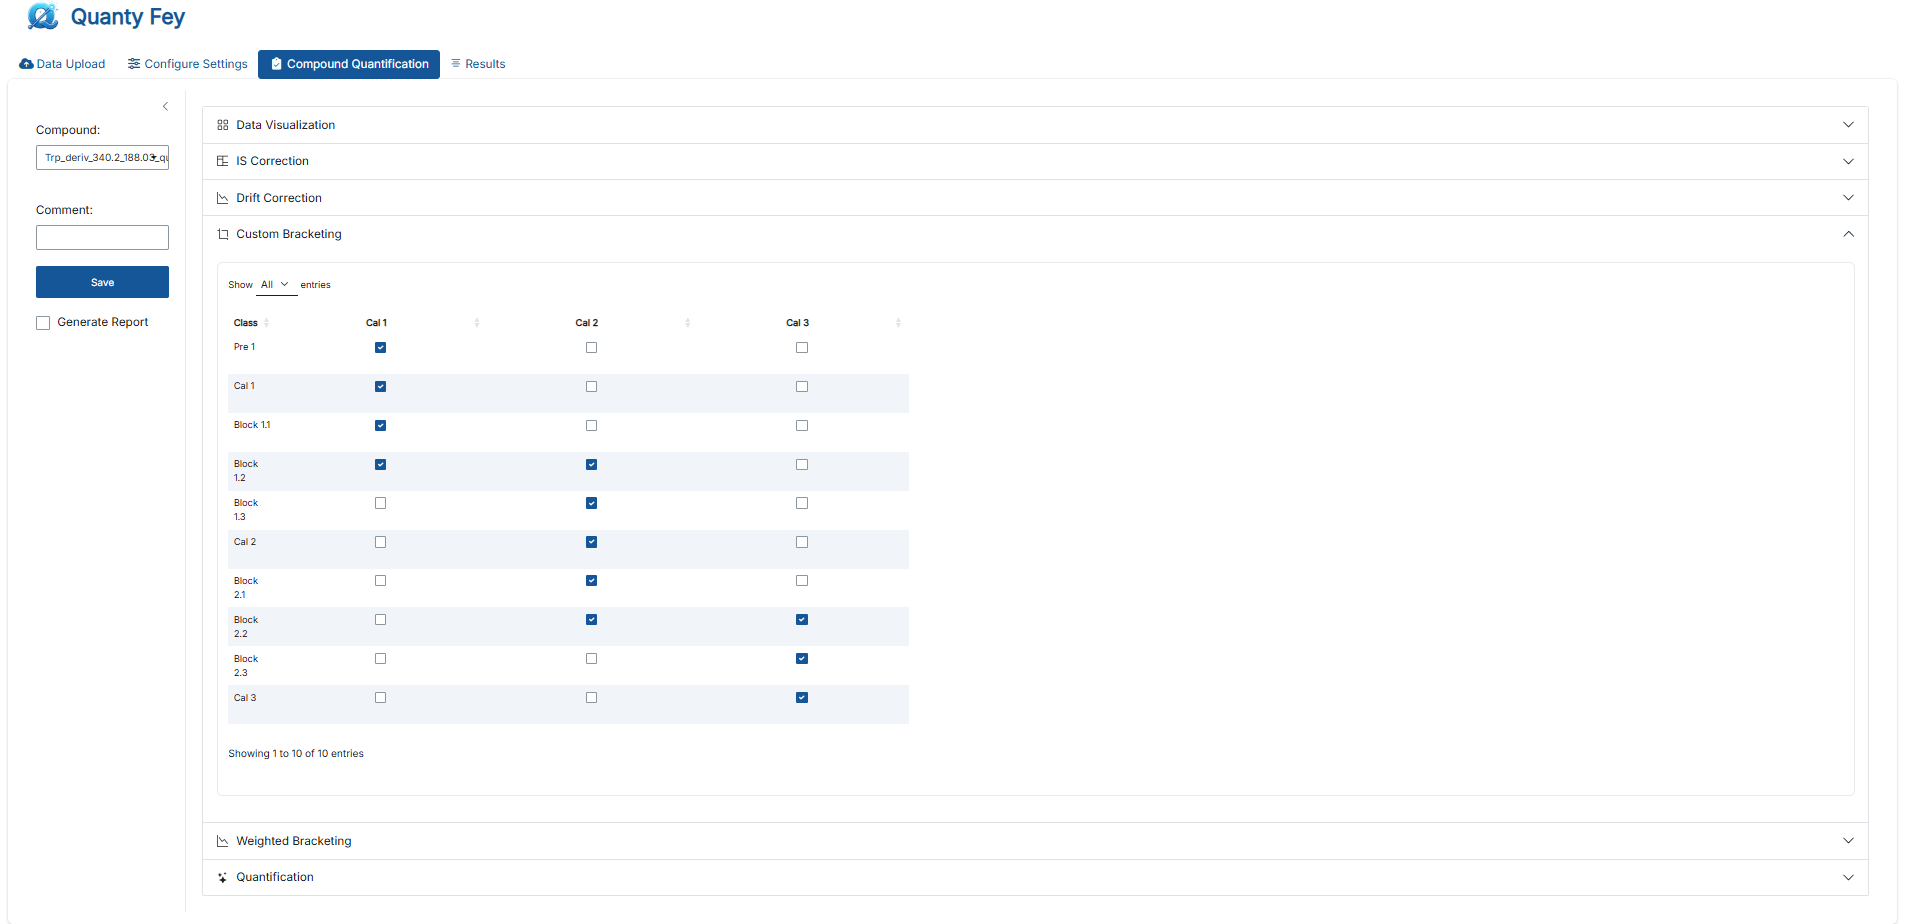 Quanty Fey
Data Upload Configure Settings Compound Quantification Results
Compound:
Trp_deriv_340.2_188.03_qu
Comment:
Save
Generate Report
Data Visualization
IS Correction
Drift Correction
Custom Bracketing
Show All entries
Class Cal 1 Cal 2 Cal 3
Pre 1
Cal 1
Block 1.1
Block
1.2
Block
1.3
Cal 2
Block
2.1
Block
2.2
Block
2.3
Cal 3
Showing 1 to 10 of 10 entries
Weighted Bracketing
Quantification